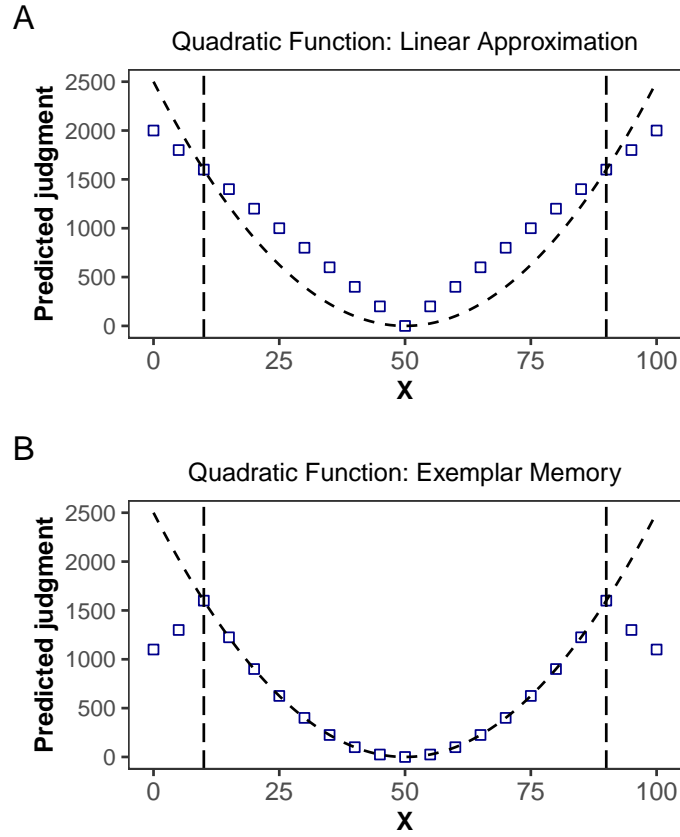 A
Quadratic Function: Linear Approximation
Predicted judgment
2500
2000
1500
1000
500
0
0 25 50 75 100
X
B
Quadratic Function: Exemplar Memory
Predicted judgment
2500
2000
1500
1000
500
0
0 25 50 75 100
X